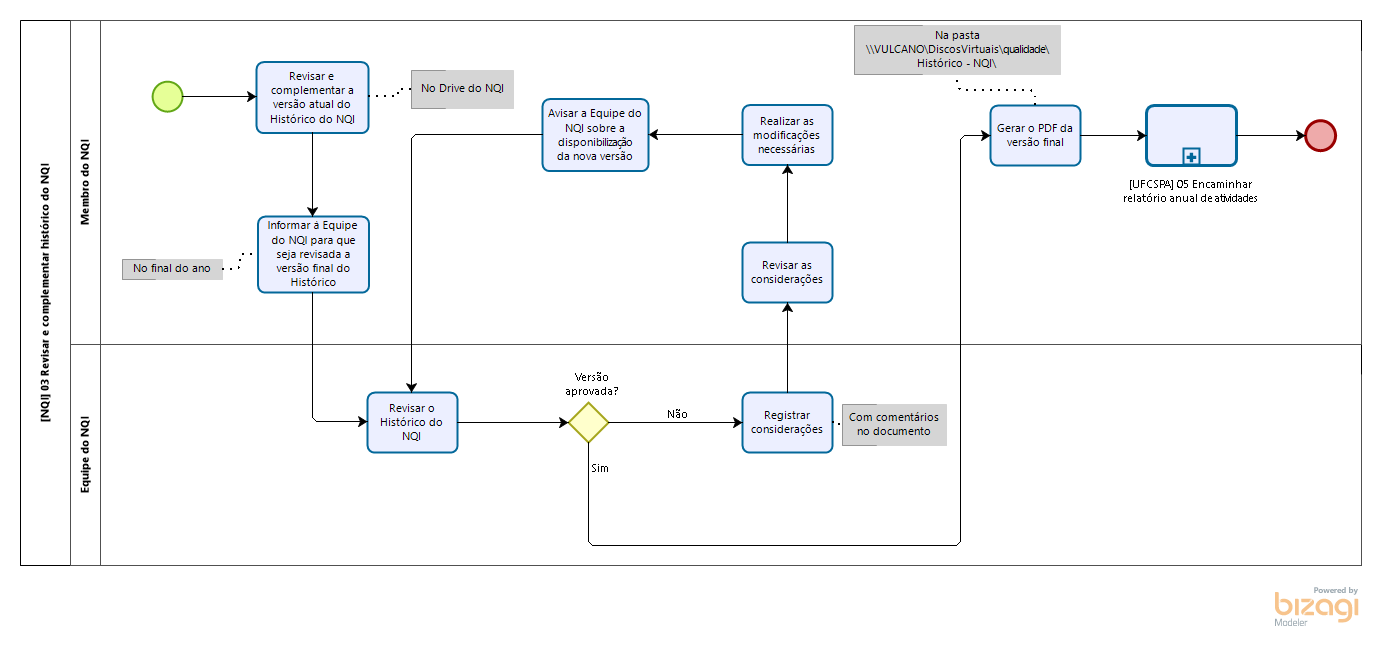 [NQI] 03 Revisar e complementar histórico do NQI
Membro do NQI
Revisar e
complementar a
versão atual do
Histórico do NQI
No Drive do NQI
Informar à Equipe
do NQI para que
seja revisada a
versão final do
Histórico
No final do ano
Avisar a Equipe do
NQI sobre a
disponibilização
da nova versão
Realizar as
modificações
necessárias
Revisar as
considerações
Na pasta
\\VULCANO\DiscosVirtuais\qualidade\
Histórico - NQI\
Gerar o PDF da
versão final
[UFCSPA] 05 Encaminhar
relatório anual de atividades
Equipe do NQI
Revisar o
Histórico do
NQI
Versão
aprovada?
Não
Sim
Registrar
considerações
Com comentários
no documento
Powered by
bizagi
Modeler